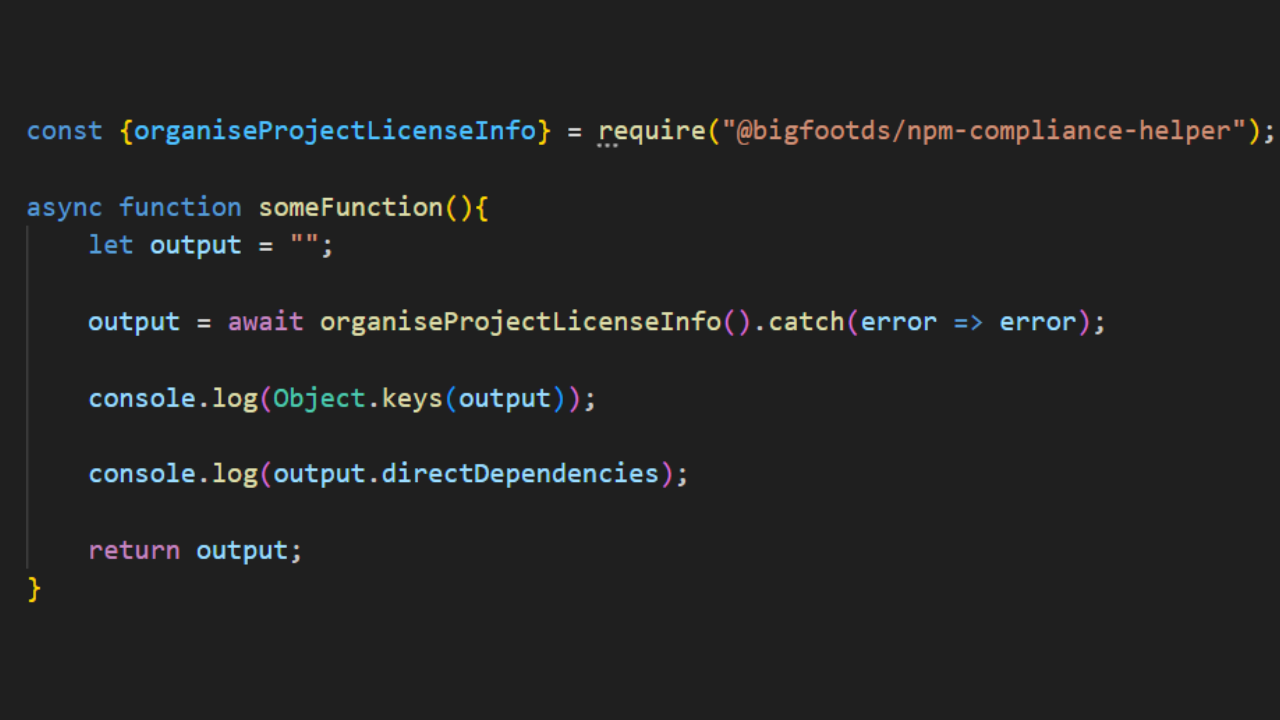 const {organiseProjectLicenseInfo} = require("@bigfootds/npm-compliance-helper");
async function someFunction(){
let output = "";
output = await organiseProjectLicenseInfo().catch(error => error);
console.log(Object.keys(output));
console.log(output.directDependencies);
return output;
}